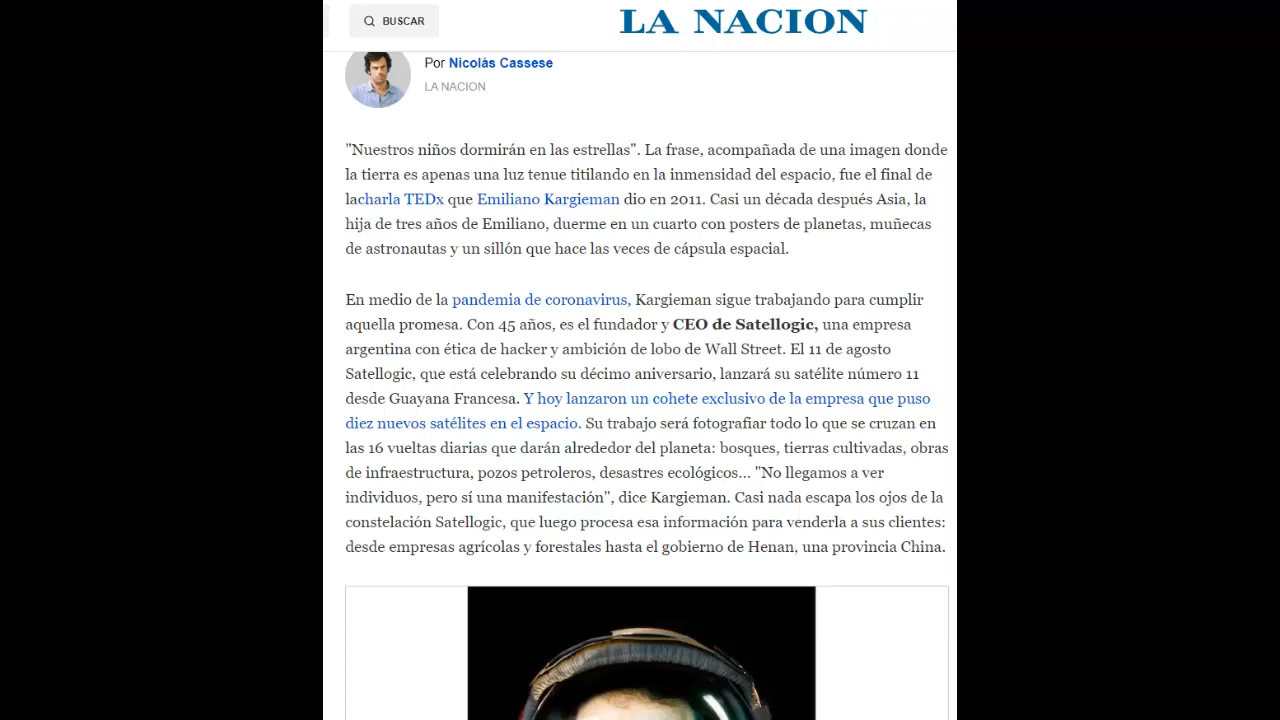 BUSCAR
LA NACION
Por Nicolás Cassese
LA NACION
"Nuestros niños dormirán en las estrellas". La frase, acompañada de una imagen donde
la tierra es apenas una luz tenue titilando en la inmensidad del espacio, fue el final de
lacharla TEDx que Emiliano Kargieman dio en 2011. Casi un década después Asia, la
hija de tres años de Emiliano, duerme en un cuarto con posters de planetas, muñecas
de astronautas y un sillón que hace las veces de cápsula espacial.
En medio de la pandemia de coronavirus, Kargieman sigue trabajando para cumplir
aquella promesa. Con 45 años, es el fundador y CEO de Satellogic, una empresa
argentina con ética de hacker y ambición de lobo de Wall Street. El 11 de agosto
Satellogic, que está celebrando su décimo aniversario, lanzará su satélite número 11
desde Guayana Francesa. Y hoy lanzaron un cohete exclusivo de la empresa que puso
diez nuevos satélites en el espacio. Su trabajo será fotografiar todo lo que se cruzan en
las 16 vueltas diarias que darán alrededor del planeta: bosques, tierras cultivadas, obras
de infraestructura, pozos petroleros, desastres ecológicos... "No llegamos a ver
individuos, pero sí una manifestación", dice Kargieman. Casi nada escapa los ojos de la
constelación Satellogic, que luego procesa esa información para venderla a sus clientes:
desde empresas agrícolas y forestales hasta el gobierno de Henan, una provincia China.